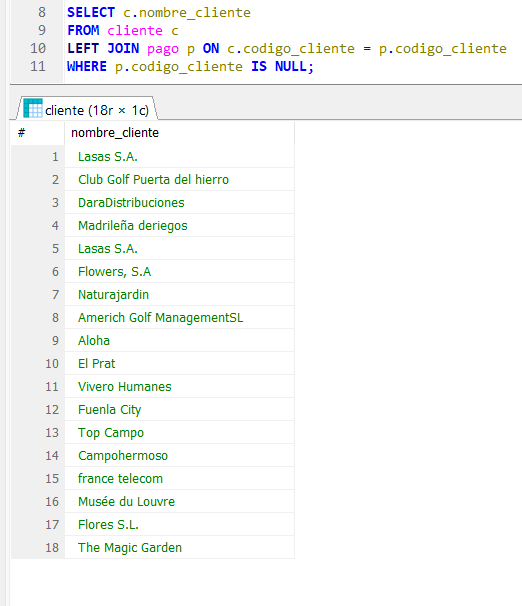 8 SELECT c.nombre_cliente
9 FROM cliente c
10 LEFT JOIN pago p ON c.codigo_cliente = p.codigo_cliente
11 WHERE p.codigo_cliente IS NULL;
cliente (18r × 1c)
# nombre_cliente
1 Lasas S.A.
2 Club Golf Puerta del hierro
3 DaraDistribuciones
4 Madrileña deriegos
5 Lasas S.A.
6 Flowers, S.A
7 Naturajardin
8 Americh Golf ManagementSL
9 Aloha
10 El Prat
11 Vivero Humanes
12 Fuenla City
13 Top Campo
14 Campohermoso
15 france telecom
16 Musée du Louvre
17 Flores S.L.
18 The Magic Garden